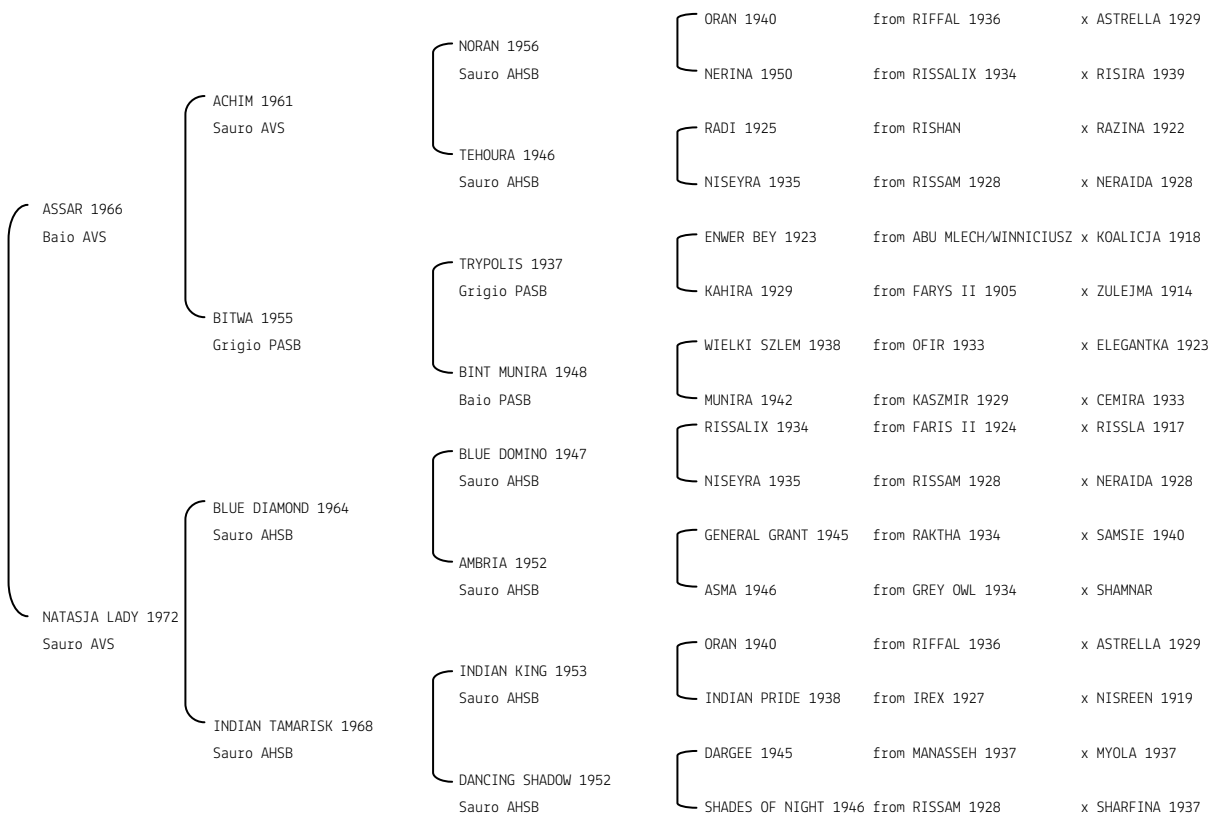 ORAN 1940 from RIFFAL 1936 x ASTRELLA 1929
NORAN 1956
Sauro AHSB
NERINA 1950 from RISSALIX 1934 x RISIRA 1939
ACHIM 1961
Sauro AVS
RADI 1925 from RISHAN x RAZINA 1922
TEHOURA 1946
Sauro AHSB
NISEYRA 1935 from RISSAM 1928 x NERAIDA 1928
ASSAR 1966
Baio AVS
ENWER BEY 1923 from ABU MLECH/WINNICIUSZ x KOALICJA 1918
TRYPOLIS 1937
Grigio PASB
KAHIRA 1929 from FARYS II 1905 x ZULEJMA 1914
BITWA 1955
Grigio PASB
WIELKI SZLEM 1938 from OFIR 1933 x ELEGANTKA 1923
BINT MUNIRA 1948
Baio PASB
MUNIRA 1942 from KASZMIR 1929 x CEMIRA 1933
RISSALIX 1934 from FARIS II 1924 x RISSLA 1917
BLUE DOMINO 1947
Sauro AHSB
NISEYRA 1935 from RISSAM 1928 x NERAIDA 1928
BLUE DIAMOND 1964
Sauro AHSB
GENERAL GRANT 1945 from RAKTHA 1934 x SAMSIE 1940
AMBRIA 1952
Sauro AHSB
ASMA 1946 from GREY OWL 1934 x SHAMNAR
NATASJA LADY 1972
Sauro AVS
ORAN 1940 from RIFFAL 1936 x ASTRELLA 1929
INDIAN KING 1953
Sauro AHSB
INDIAN PRIDE 1938 from IREX 1927 x NISREEN 1919
INDIAN TAMARISK 1968
Sauro AHSB
DARGEE 1945 from MANASSEH 1937 x MYOLA 1937
DANCING SHADOW 1952
Sauro AHSB
SHADES OF NIGHT 1946 from RISSAM 1928 x SHARFINA 1937